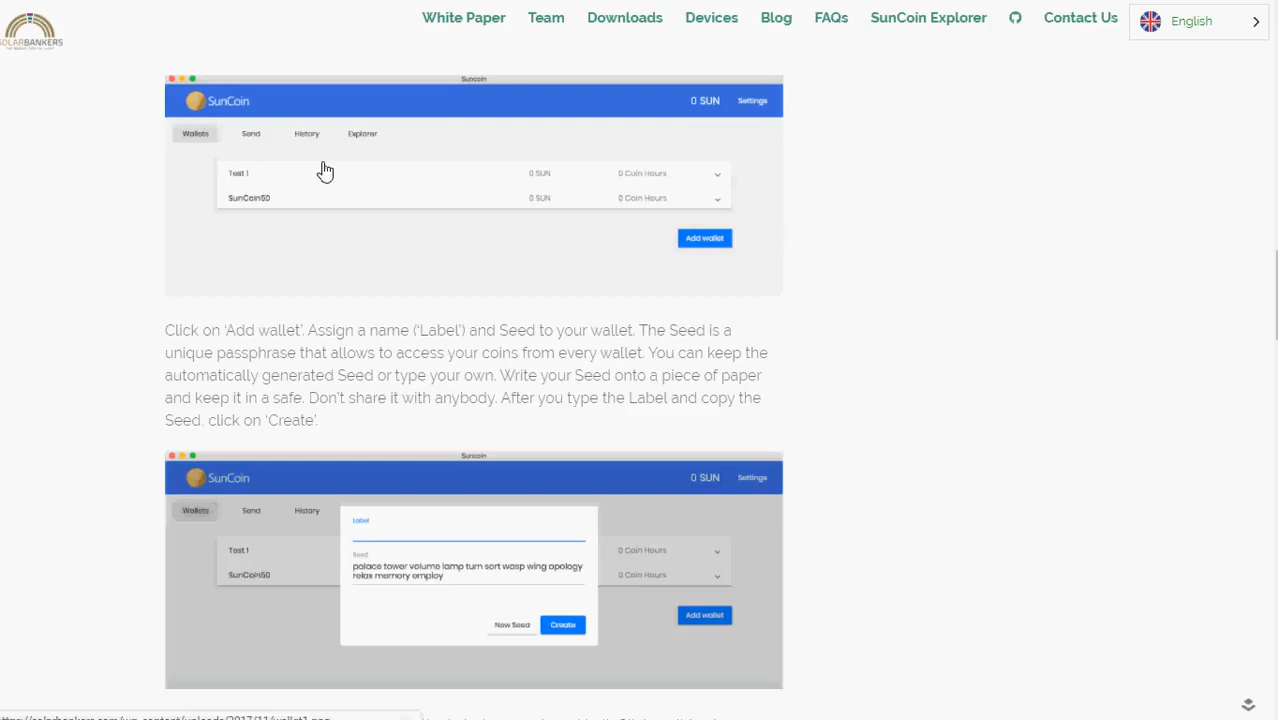 White Paper Team Downloads Devices Blog FAQs SunCoin Explorer Contact Us English
SOLARBANKERS
Suncoin
SunCoin 0 SUN Settings
Wallets Send History Explorer
Test 1 0 SUN 0 Coin Hours
SunCoin50 0 SUN 0 Coin Hours
Add wallet
Click on ‘Add wallet’. Assign a name (‘Label’) and Seed to your wallet. The Seed is a
unique passphrase that allows to access your coins from every wallet. You can keep the
automatically generated Seed or type your own. Write your Seed onto a piece of paper
and keep it in a safe. Don’t share it with anybody. After you type the Label and copy the
Seed, click on ‘Create’.
Suncoin
SunCoin 0 SUN Settings
Wallets Send History
Label
Test 1 0 Coin Hours
Seed
palace tower volume lamp turn sort wasp wing apology
SunCoin50 0 Coin Hours
relax memory employ
Add wallet
New Seed Create